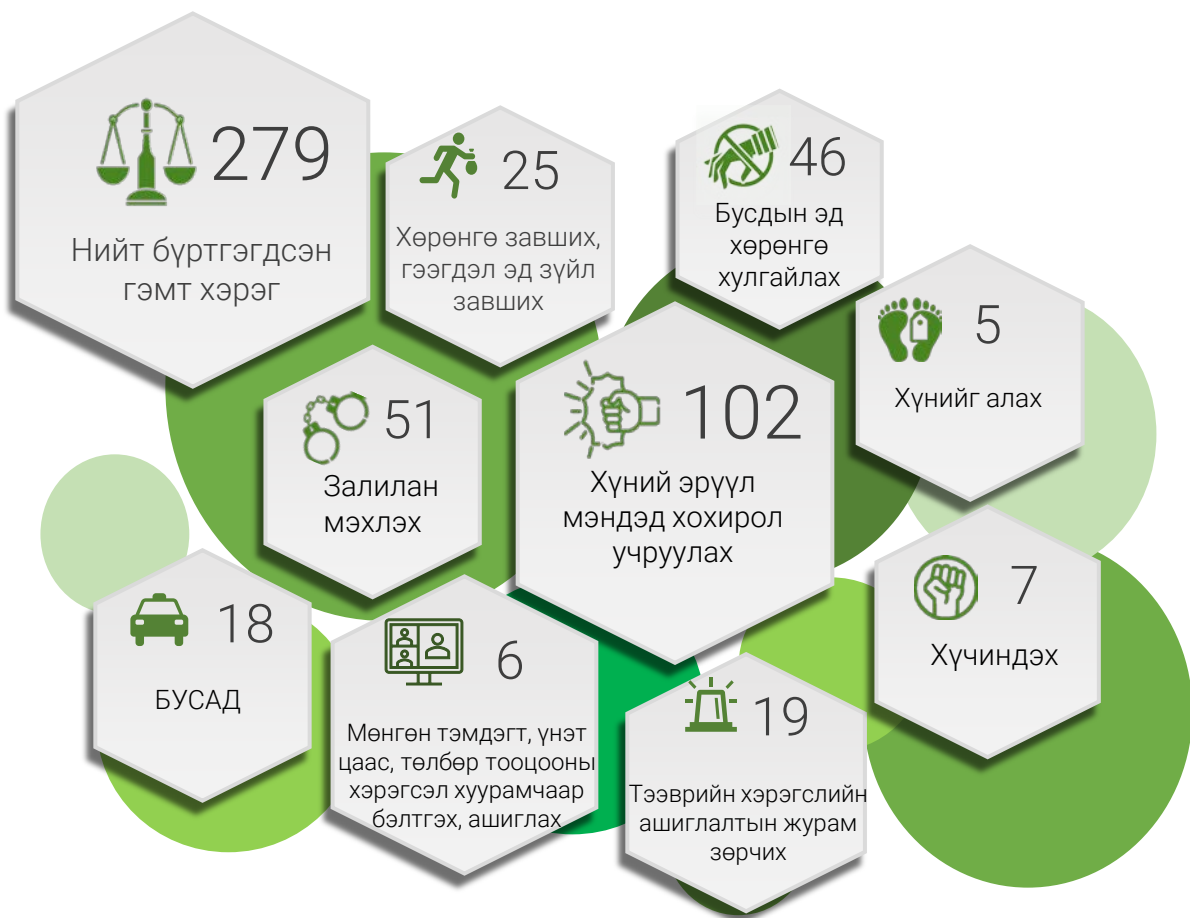 279
Нийт бүртгэгдсэн
гэмт хэрэг
25
Хөрөнгө завших,
гээгдэл эд зүйл
завших
46
Бусдын эд
хөрөнгө
хулгайлах
5
Хүнийг алах
51
Залилан
мэхлэх
102
Хүний эрүүл
мэндэд хохирол
учруулах
7
Хүчиндэх
18
БУСАД
6
Мөнгөн тэмдэгт, үнэт
цаас, төлбөр тооцооны
хэрэгсэл хуурамчаар
бэлтгэх, ашиглах
19
Тээврийн хэрэгслийн
ашиглалтын журам
зөрчих